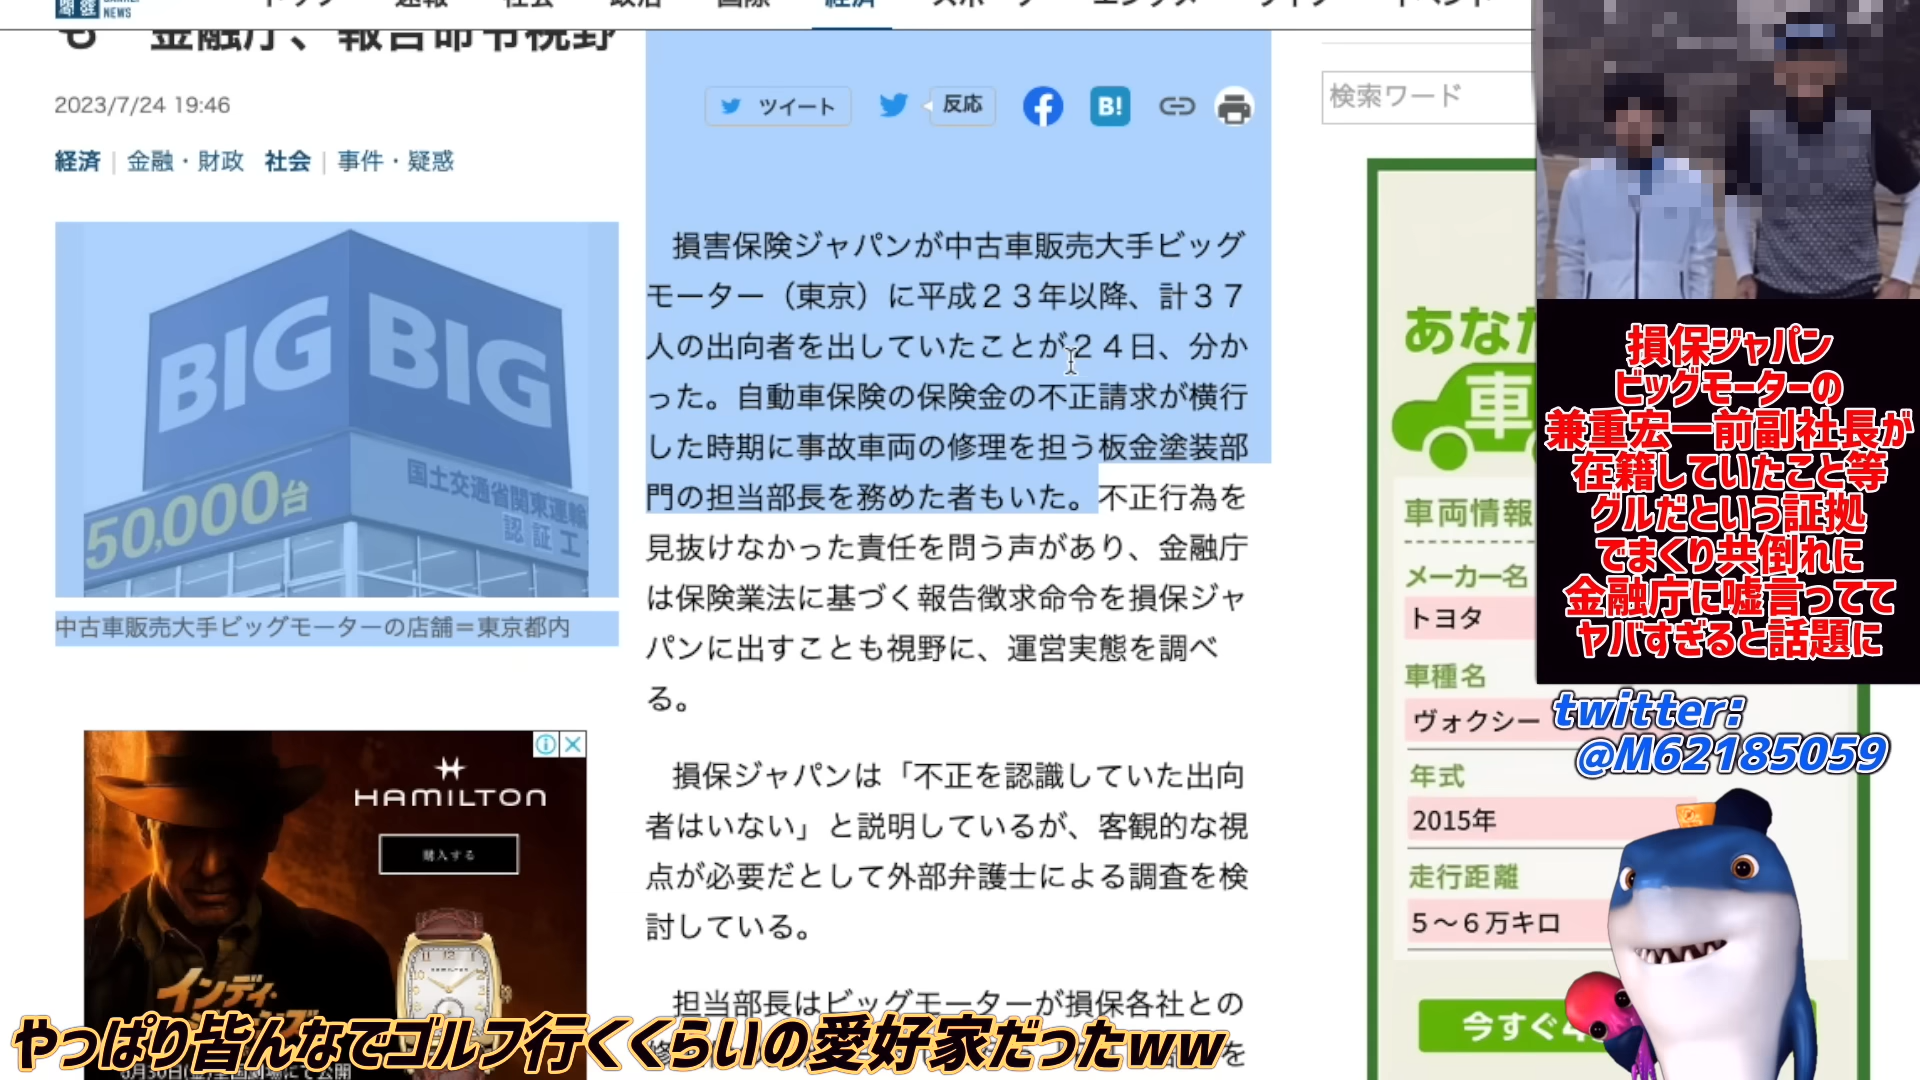 NEWS
経済
も 金融庁、報告命令視野
2023/7/24 19:46
経済 | 金融・財政 社会 | 事件・疑惑
ツイート
反応
B!
検索ワード
BIG BIG
50,000台
国土交通省関東運輸
認証工
中古車販売大手ビッグモーターの店舗＝東京都内
損害保険ジャパンが中古車販売大手ビッグ
モーター（東京）に平成２３年以降、計３７
人の出向者を出していたことが２４日、分か
った。自動車保険の保険金の不正請求が横行
した時期に事故車両の修理を担う板金塗装部
門の担当部長を務めた者もいた。不正行為を
見抜けなかった責任を問う声があり、金融庁
は保険業法に基づく報告徴求命令を損保ジャ
パンに出すことも視野に、運営実態を調べ
る。
損保ジャパンは「不正を認識していた出向
者はいない」と説明しているが、客観的な視
点が必要だとして外部弁護士による調査を検
討している。
担当部長はビッグモーターが損保各社との
HAMILTON
購入する
インディ・
あなた
車
車両情報
メーカー名
トヨタ
車種名
ヴォクシー
年式
2015年
走行距離
５〜６万キロ
今すぐ
損保ジャパン
ビッグモーターの
兼重宏一前副社長が
在籍していたこと等
グルだという証拠
でまくり共倒れに
金融庁に嘘言ってて
ヤバすぎると話題に
twitter:
@M62185059
やっぱり皆んなでゴルフ行くくらいの愛好家だったww